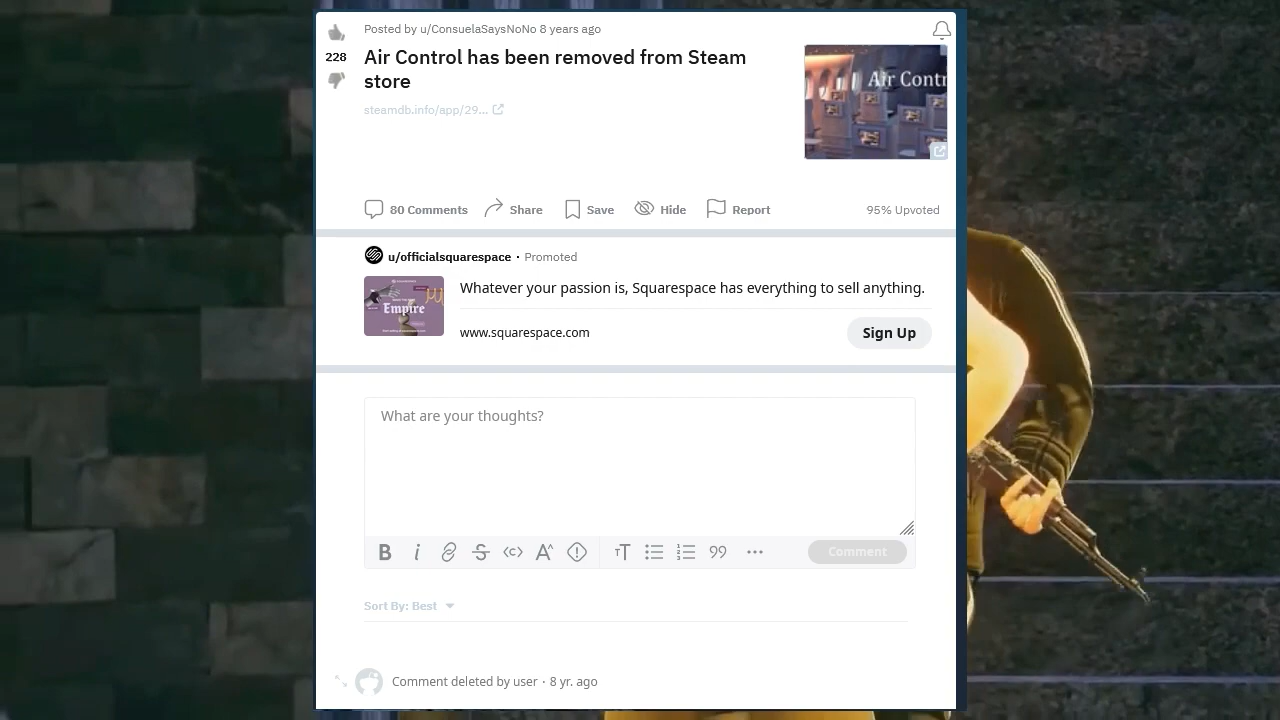 Posted by u/ConsuelaSaysNoNo 8 years ago
228
Air Control has been removed from Steam
store
steamdb.info/app/29...
Air Contr
80 Comments
Share
Save
Hide
Report
95% Upvoted
u/officialsquarespace · Promoted
Whatever your passion is, Squarespace has everything to sell anything.
Empire
www.squarespace.com
Sign Up
What are your thoughts?
Comment
Sort By: Best
Comment deleted by user · 8 yr. ago